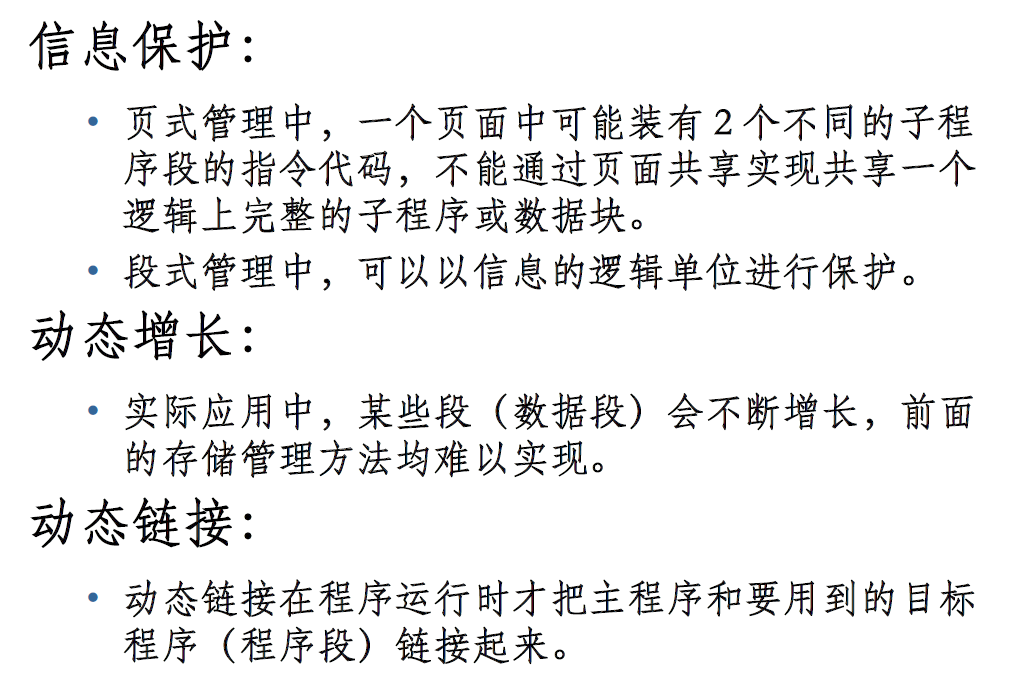 信息保护：
• 页式管理中，一个页面中可能装有2个不同的子程
序段的指令代码，不能通过页面共享实现共享一个
逻辑上完整的子程序或数据块。
• 段式管理中，可以以信息的逻辑单位进行保护。
动态增长：
• 实际应用中，某些段（数据段）会不断增长，前面
的存储管理方法均难以实现。
动态链接：
• 动态链接在程序运行时才把主程序和要用到的目标
程序（程序段）链接起来。